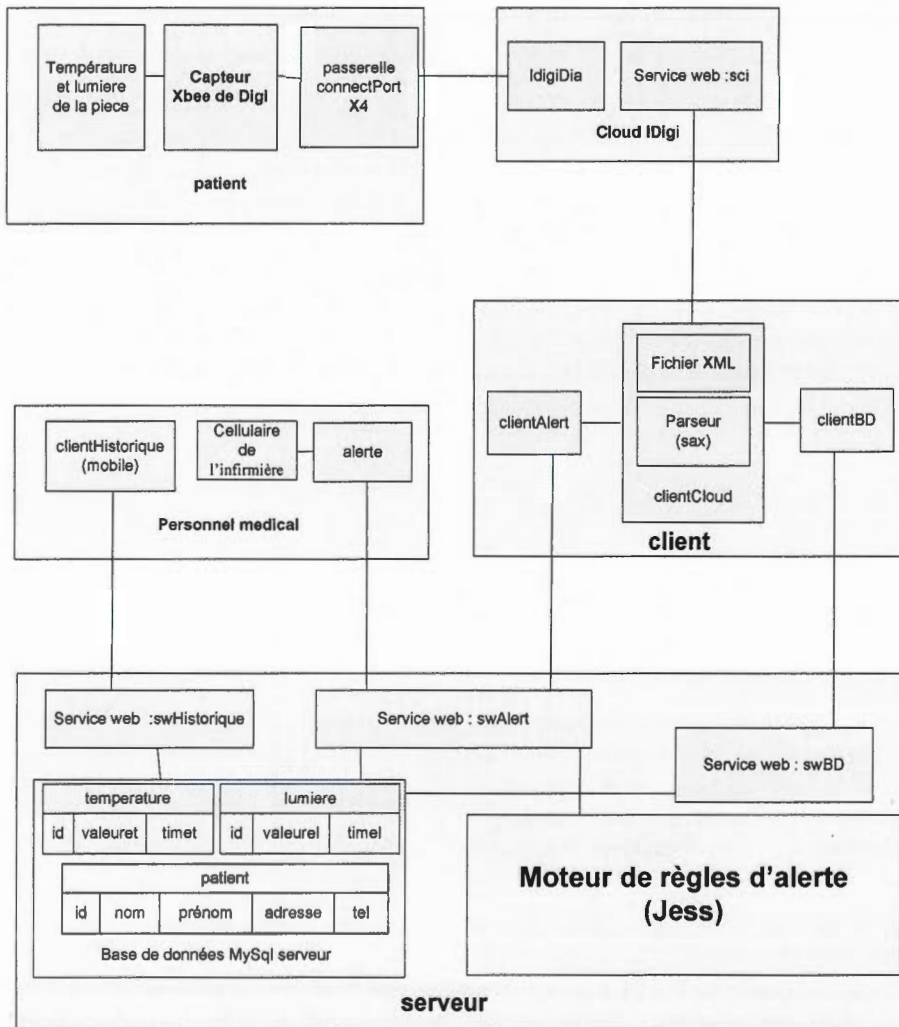 Température
et lumiere
de la piece
Capteur
Xbee de Digi
passerelle
connectPort
X4
patient
IdigiDia
Service web :sci
Cloud IDigi
Fichier XML
clientAlert
Parseur
(sax)
clientBD
clientCloud
client
clientHistorique
(mobile)
Cellulaire
de
l'infirmière
alerte
Personnel medical
Service web :swHistorique
Service web : swAlert
Service web : swBD
temperature
id valeuret timet
lumiere
id valeurel timel
patient
id nom prénom adresse tel
Base de données MySql serveur
Moteur de règles d'alerte
(Jess)
serveur